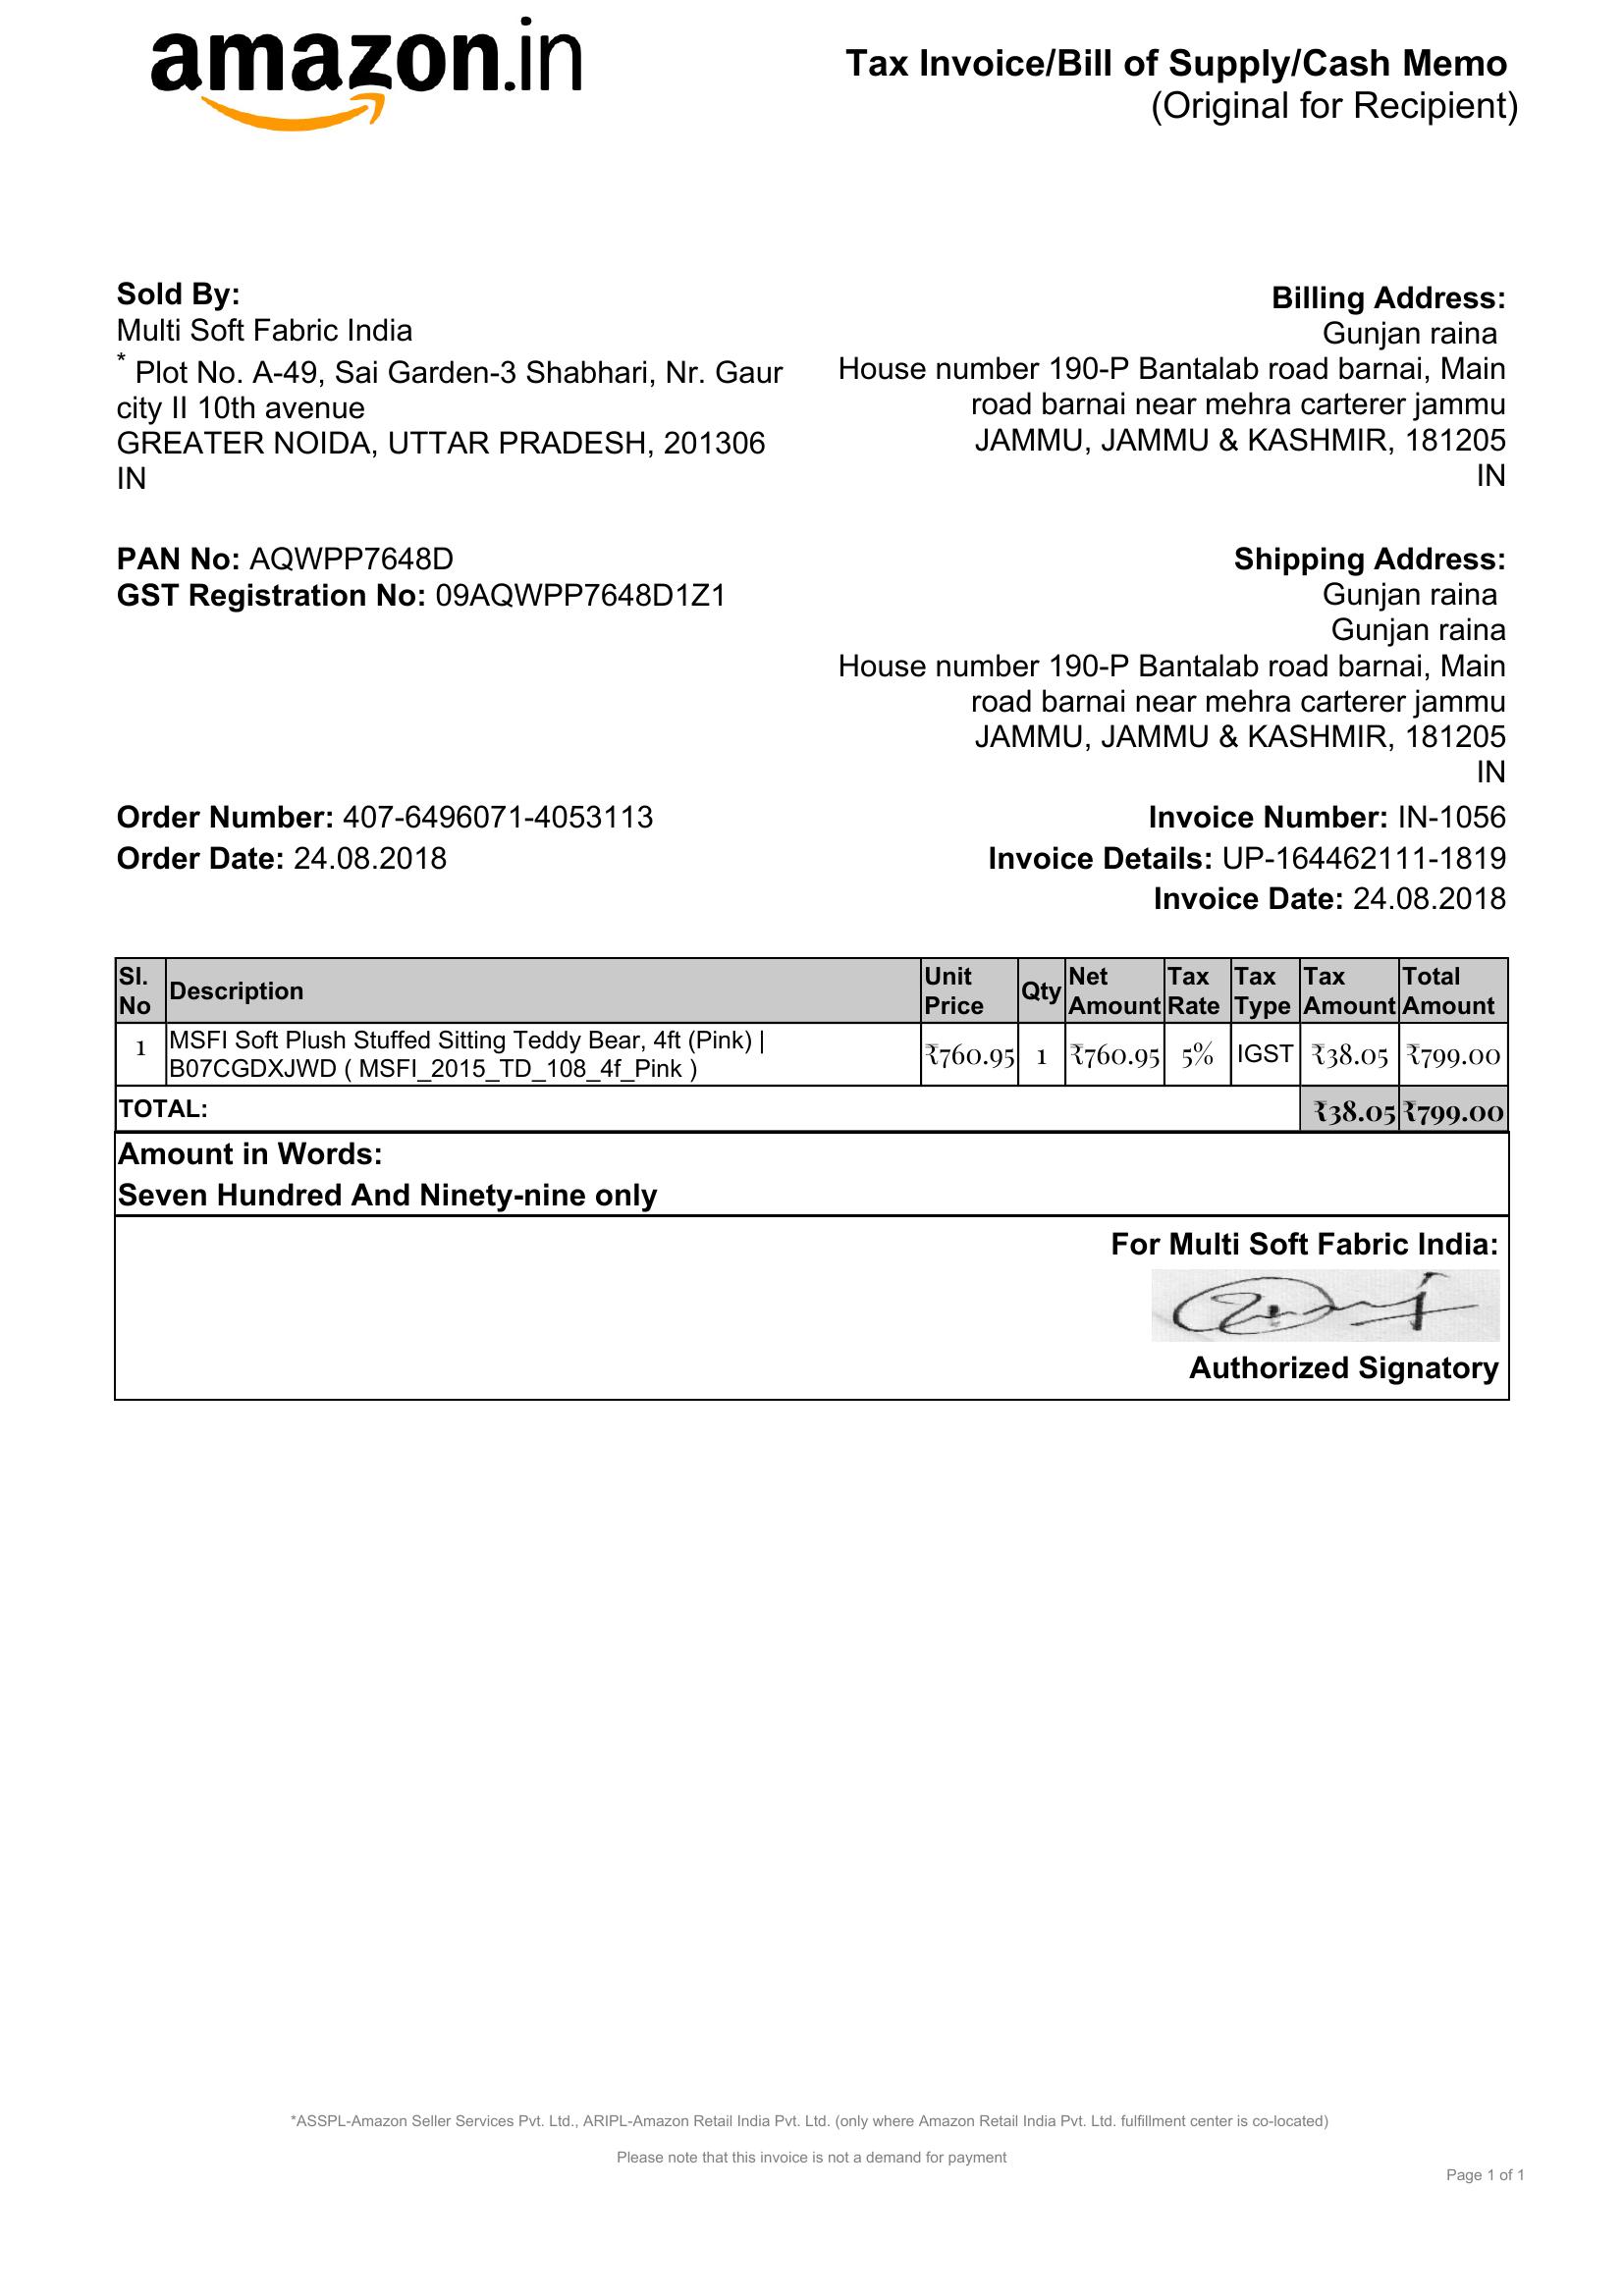 amazon.in
Tax Invoice/Bill of Supply/Cash Memo
(Original for Recipient)
Sold By:
Multi Soft Fabric India
* Plot No. A-49, Sai Garden-3 Shabhari, Nr. Gaur
city II 10th avenue
GREATER NOIDA, UTTAR PRADESH, 201306
IN
Billing Address:
Gunjan raina
House number 190-P Bantalab road barnai, Main
road barnai near mehra carterer jammu
JAMMU, JAMMU & KASHMIR, 181205
IN
PAN No: AQWPP7648D
GST Registration No: 09AQWPP7648D1Z1
Shipping Address:
Gunjan raina
Gunjan raina
House number 190-P Bantalab road barnai, Main
road barnai near mehra carterer jammu
JAMMU, JAMMU & KASHMIR, 181205
IN
Order Number: 407-6496071-4053113
Order Date: 24.08.2018
Invoice Number: IN-1056
Invoice Details: UP-164462111-1819
Invoice Date: 24.08.2018
Sl. No Description Unit Price Qty Net Amount Tax Rate Tax Type Tax Amount Total Amount
1 MSFI Soft Plush Stuffed Sitting Teddy Bear, 4ft (Pink) |
B07CGDXJWD ( MSFI_2015_TD_108_4f_Pink ) ₹760.95 1 ₹760.95 5% IGST ₹38.05 ₹799.00
TOTAL: ₹38.05 ₹799.00
Amount in Words:
Seven Hundred And Ninety-nine only
For Multi Soft Fabric India:
Authorized Signatory
*ASSPL-Amazon Seller Services Pvt. Ltd., ARIPL-Amazon Retail India Pvt. Ltd. (only where Amazon Retail India Pvt. Ltd. fulfillment center is co-located)
Please note that this invoice is not a demand for payment
Page 1 of 1